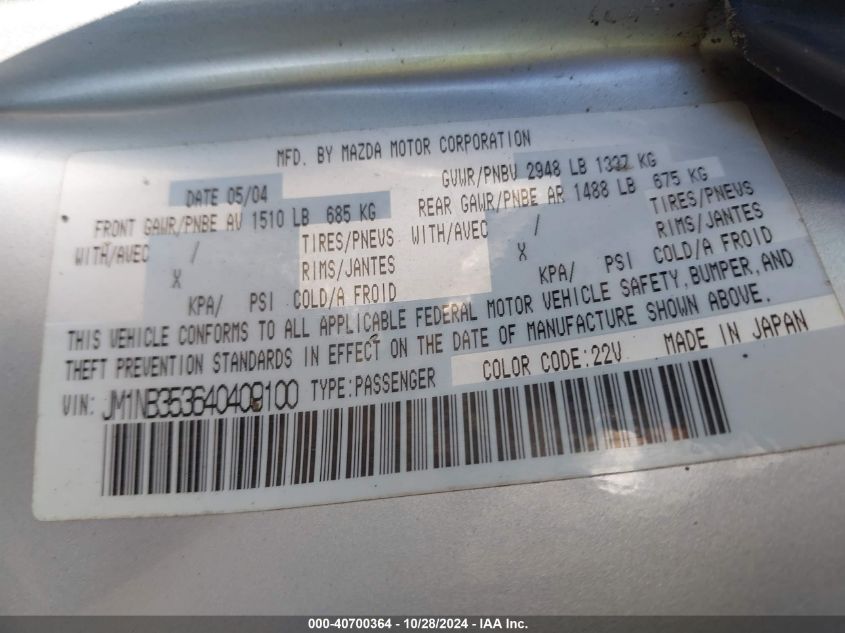 MFD. BY MAZDA MOTOR CORPORATION
DATE 05/04
GVWR/PNBV 2948 LB 1337 KG
FRONT GAWR/PNBE AV 1510 LB 685 KG
REAR GAWR/PNBE AR 1488 LB 675 KG
WITH/AVEC / TIRES/PNEUS
WITH/AVEC / TIRES/PNEUS
X RIMS/JANTES
X RIMS/JANTES
KPA/ PSI COLD/A FROID
KPA/ PSI COLD/A FROID
THIS VEHICLE CONFORMS TO ALL APPLICABLE FEDERAL MOTOR VEHICLE SAFETY, BUMPER, AND
THEFT PREVENTION STANDARDS IN EFFECT ON THE DATE OF MANUFACTURE SHOWN ABOVE.
VIN: JM1NB353640409100 TYPE:PASSENGER COLOR CODE:22V MADE IN JAPAN
000-40700364 - 10/28/2024 - IAA Inc.